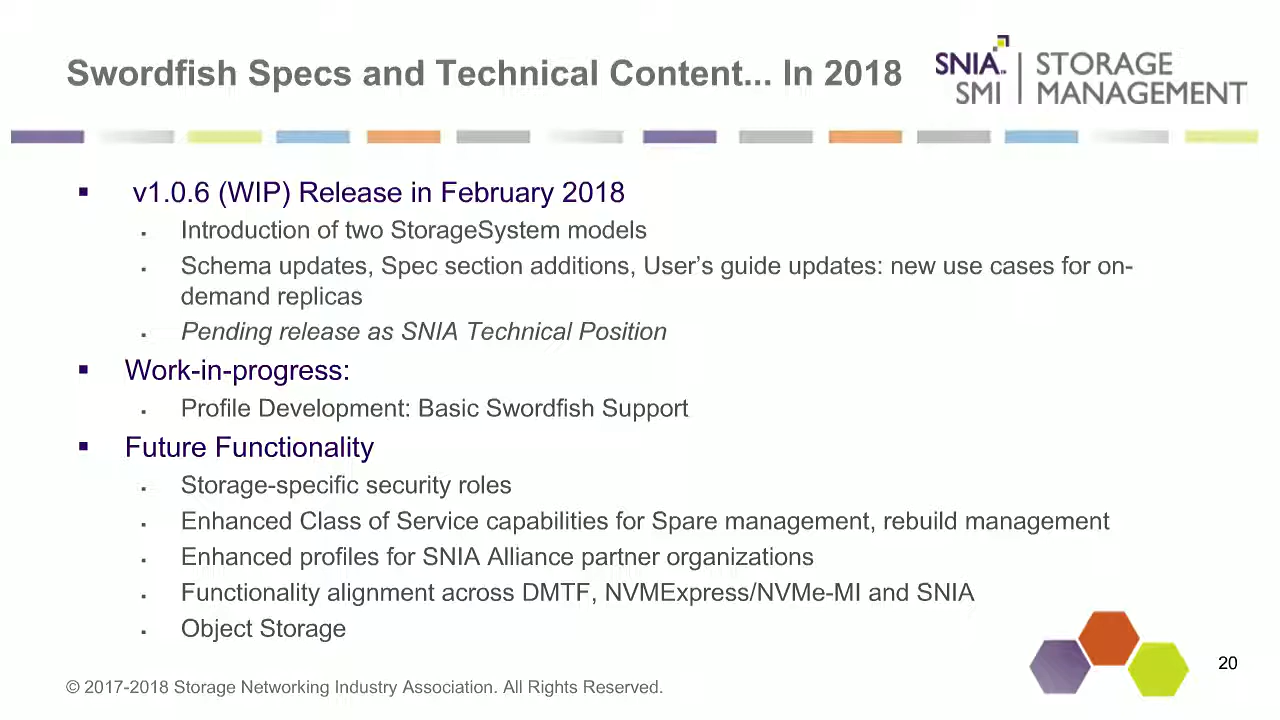 Swordfish Specs and Technical Content... In 2018
SNIA | STORAGE
SMI | MANAGEMENT
▪ v1.0.6 (WIP) Release in February 2018
▪ Introduction of two StorageSystem models
▪ Schema updates, Spec section additions, User’s guide updates: new use cases for on-
demand replicas
▪ Pending release as SNIA Technical Position
▪ Work-in-progress:
▪ Profile Development: Basic Swordfish Support
▪ Future Functionality
▪ Storage-specific security roles
▪ Enhanced Class of Service capabilities for Spare management, rebuild management
▪ Enhanced profiles for SNIA Alliance partner organizations
▪ Functionality alignment across DMTF, NVMExpress/NVMe-MI and SNIA
▪ Object Storage
20
© 2017-2018 Storage Networking Industry Association. All Rights Reserved.